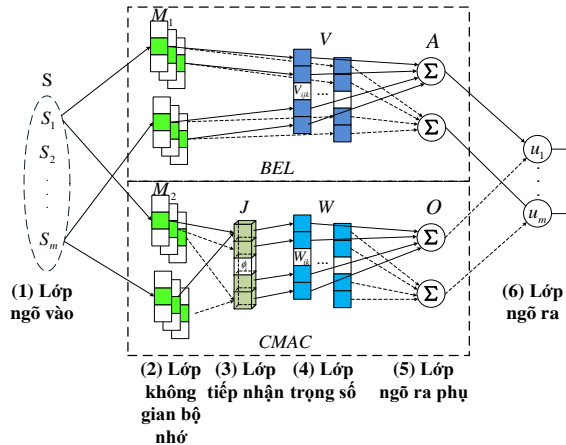 M₁
V
A
S
S₁
S₂
.
.
.
Sₘ
Vᵢⱼₖ ...
Σ
Σ
BEL
M₂
J
W
O
ϕ
Wᵢₖ ...
Σ
Σ
CMAC
u₁
.
.
.
uₘ
(1) Lớp
ngõ vào
(2) Lớp
không
gian bộ
nhớ
(3) Lớp
tiếp nhận
(4) Lớp
trọng số
(5) Lớp
ngõ ra phụ
(6) Lớp
ngõ ra